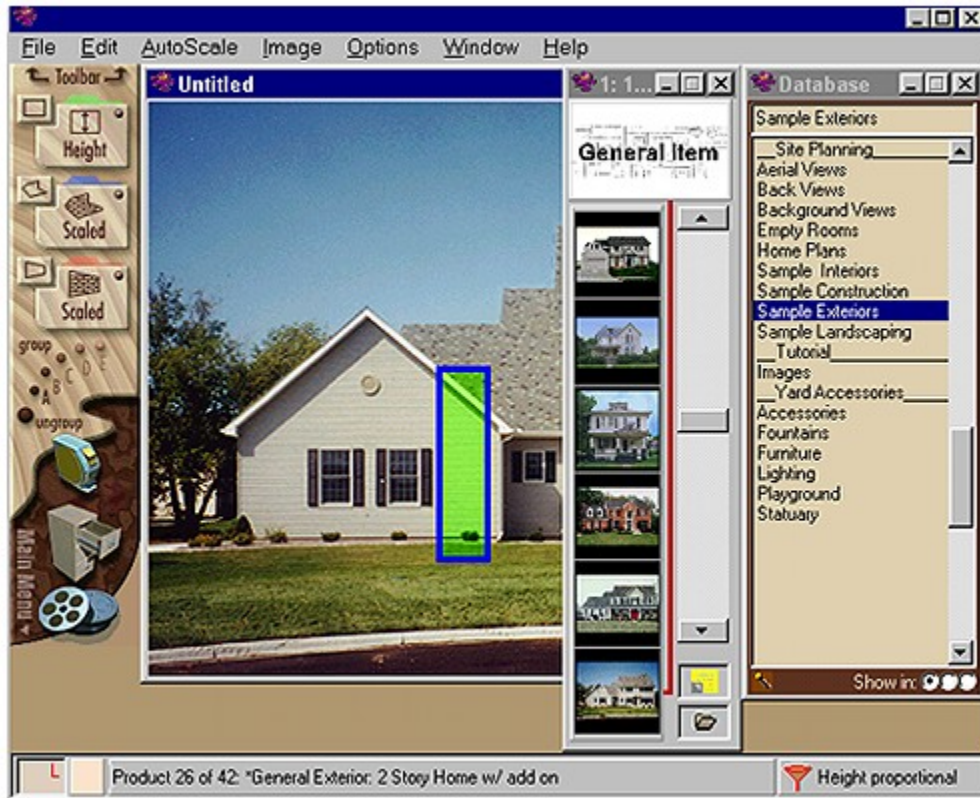 File Edit AutoScale Image Options Window Help
Toolbar
Height
Scaled
Scaled
group
A B C D E
ungroup
Main Menu
Untitled
1: 1...
General Item
Database
Sample Exteriors
__Site Planning__
Aerial Views
Back Views
Background Views
Empty Rooms
Home Plans
Sample Interiors
Sample Construction
Sample Exteriors
Sample Landscaping
__Tutorial__
Images
__Yard Accessories__
Accessories
Fountains
Furniture
Lighting
Playground
Statuary
Show in:
Product 26 of 42: "General Exterior: 2 Story Home w/ add on
Height proportional